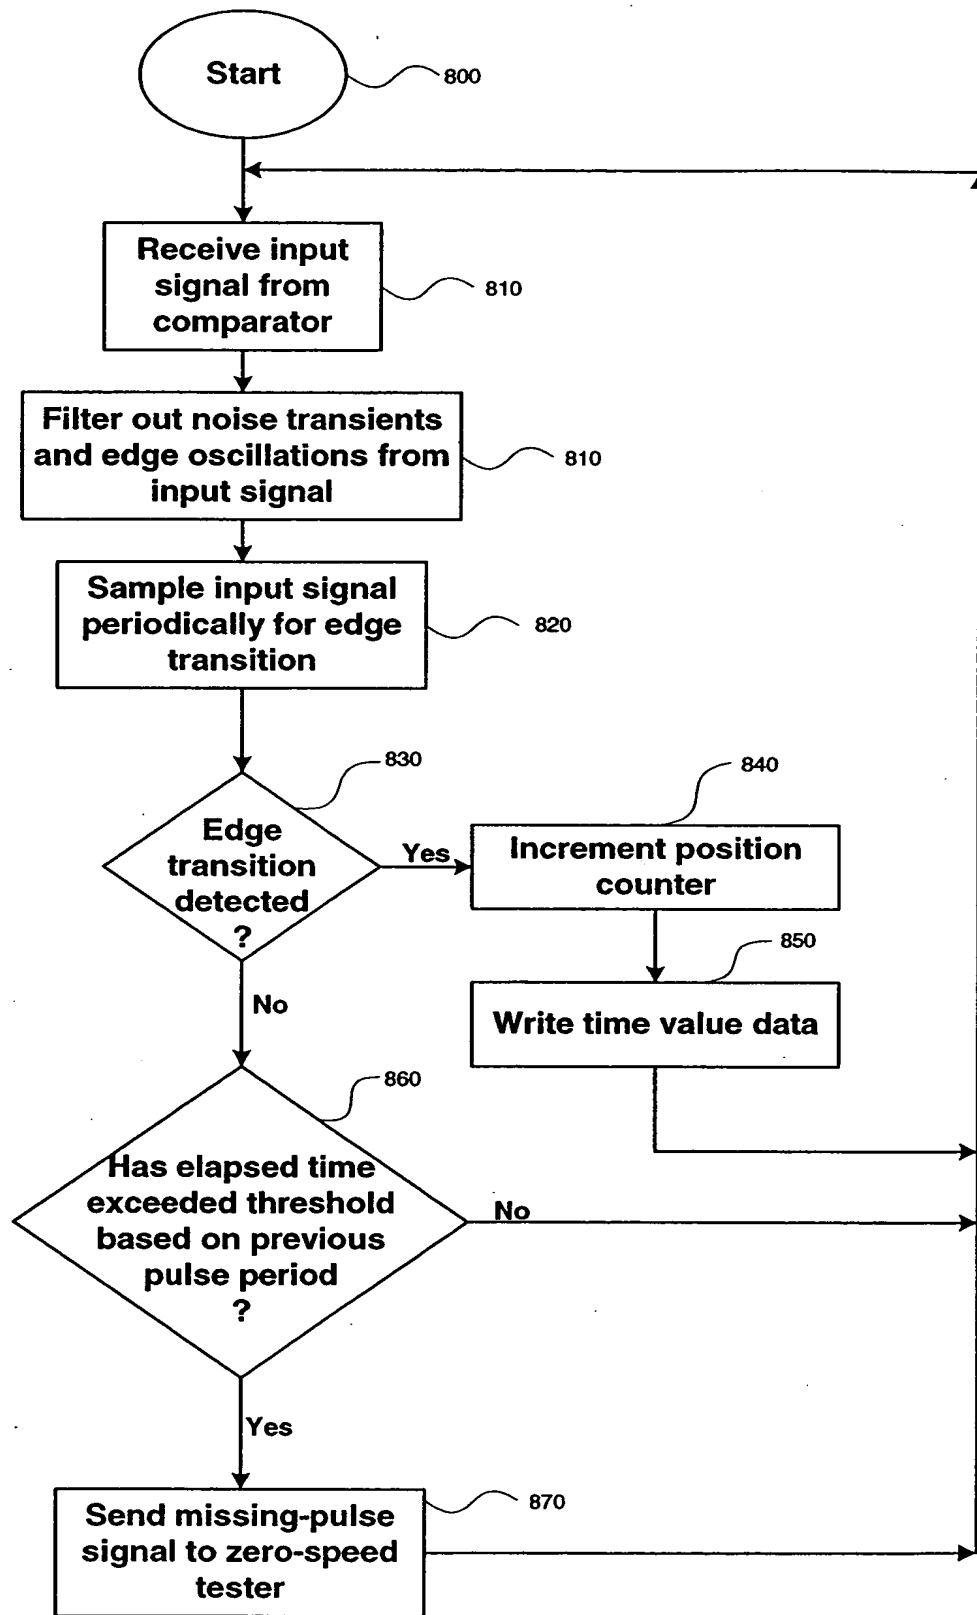 Start
800
Receive input
signal from
comparator
810
Filter out noise transients
and edge oscillations from
input signal
810
Sample input signal
periodically for edge
transition
820
830
Edge
transition
detected
?
Yes
840
Increment position
counter
850
Write time value data
No
860
Has elapsed time
exceeded threshold
based on previous
pulse period
?
No
Yes
870
Send missing-pulse
signal to zero-speed
tester